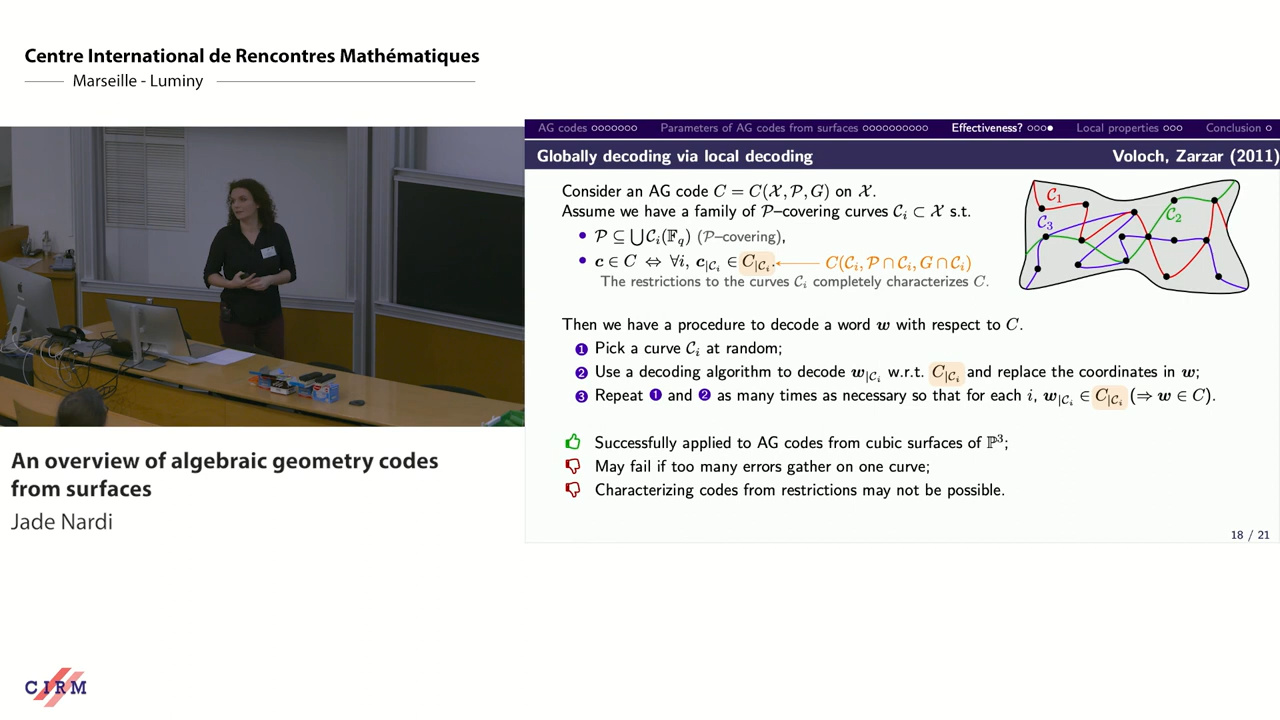 Centre International de Rencontres Mathématiques
Marseille - Luminy
AG codes ○○○○○○○ Parameters of AG codes from surfaces ○○○○○○○○○○ Effectiveness? ○○○● Local properties ○○○ Conclusion ○
Globally decoding via local decoding Voloch, Zarzar (2011)
Consider an AG code C = C(𝒳, 𝒫, G) on 𝒳.
Assume we have a family of 𝒫–covering curves 𝒞ᵢ ⊂ 𝒳 s.t.
• 𝒫 ⊆ ⋃ 𝒞ᵢ(𝔽_q) (𝒫–covering),
• c ∈ C ⇔ ∀i, c|𝒞ᵢ ∈ C|𝒞ᵢ. ← C(𝒞ᵢ, 𝒫 ∩ 𝒞ᵢ, G ∩ 𝒞ᵢ)
The restrictions to the curves 𝒞ᵢ completely characterizes C.
𝒞₁
𝒞₂
𝒞₃
Then we have a procedure to decode a word w with respect to C.
1 Pick a curve 𝒞ᵢ at random;
2 Use a decoding algorithm to decode w|𝒞ᵢ w.r.t. C|𝒞ᵢ and replace the coordinates in w;
3 Repeat 1 and 2 as many times as necessary so that for each i, w|𝒞ᵢ ∈ C|𝒞ᵢ (⇒ w ∈ C).
Successfully applied to AG codes from cubic surfaces of ℙ³;
May fail if too many errors gather on one curve;
Characterizing codes from restrictions may not be possible.
18 / 21
An overview of algebraic geometry codes
from surfaces
Jade Nardi
CIRM